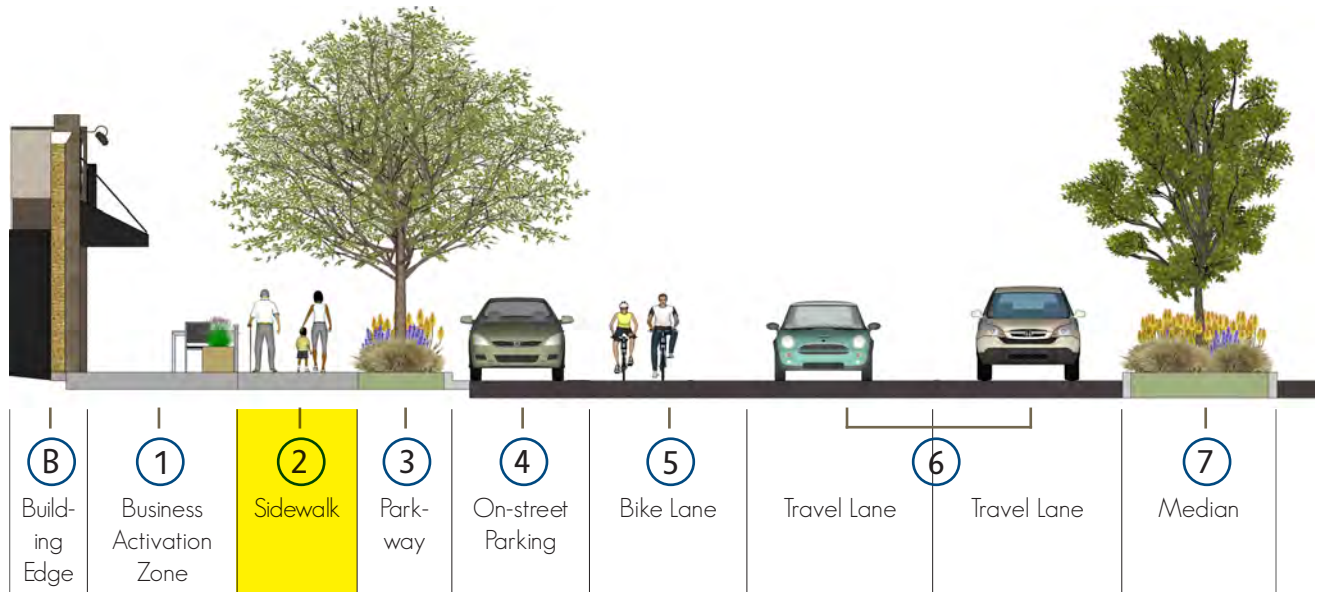 B
1
2
3
4
5
6
7
Build-
ing
Edge
Business
Activation
Zone
Sidewalk
Park-
way
On-street
Parking
Bike Lane
Travel Lane
Travel Lane
Median